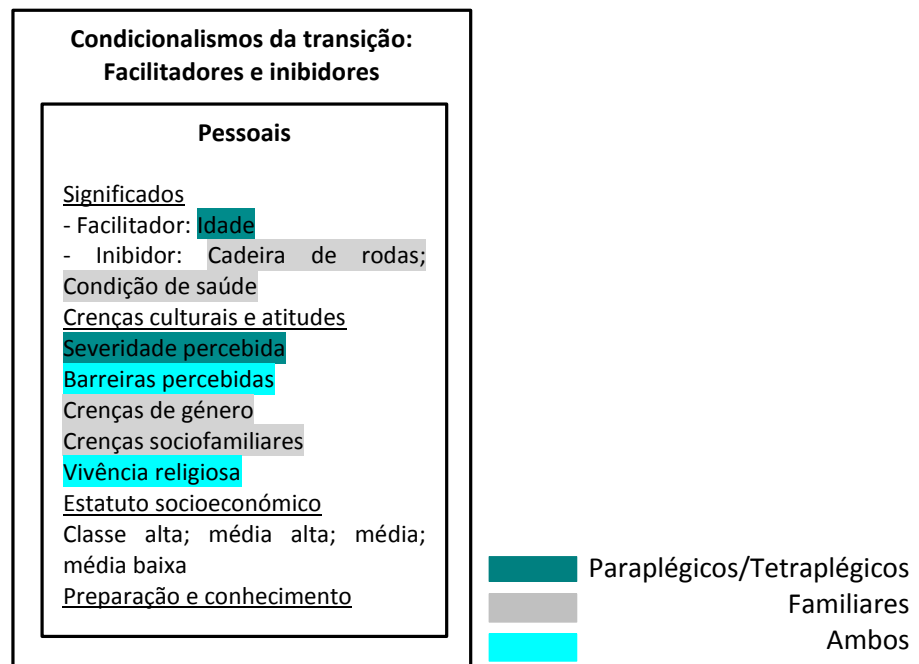 Condicionalismos da transição:
Facilitadores e inibidores
Pessoais
Significados
- Facilitador: Idade
- Inibidor: Cadeira de rodas;
Condição de saúde
Crenças culturais e atitudes
Severidade percebida
Barreiras percebidas
Crenças de género
Crenças sociofamiliares
Vivência religiosa
Estatuto socioeconómico
Classe alta; média alta; média;
média baixa
Preparação e conhecimento
Paraplégicos/Tetraplégicos
Familiares
Ambos